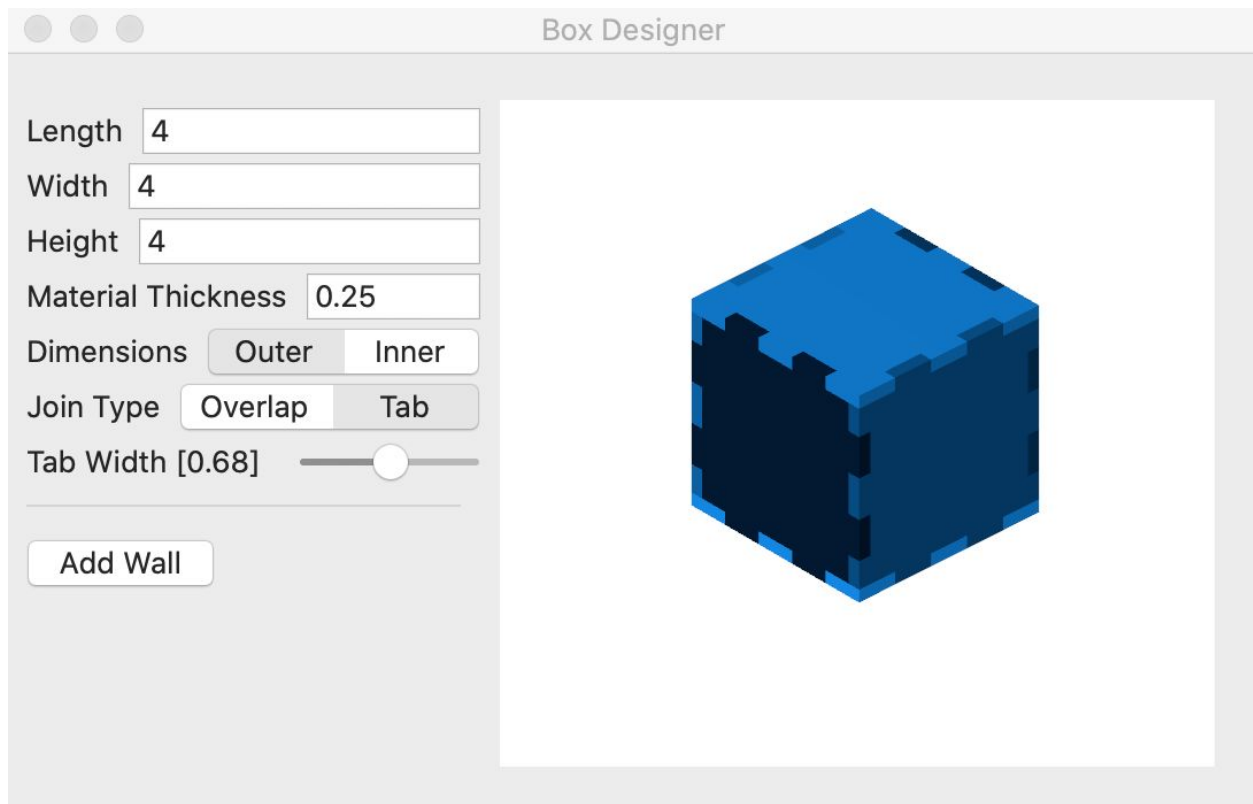 Box Designer
Length 4
Width 4
Height 4
Material Thickness 0.25
Dimensions Outer Inner
Join Type Overlap Tab
Tab Width [0.68]
Add Wall